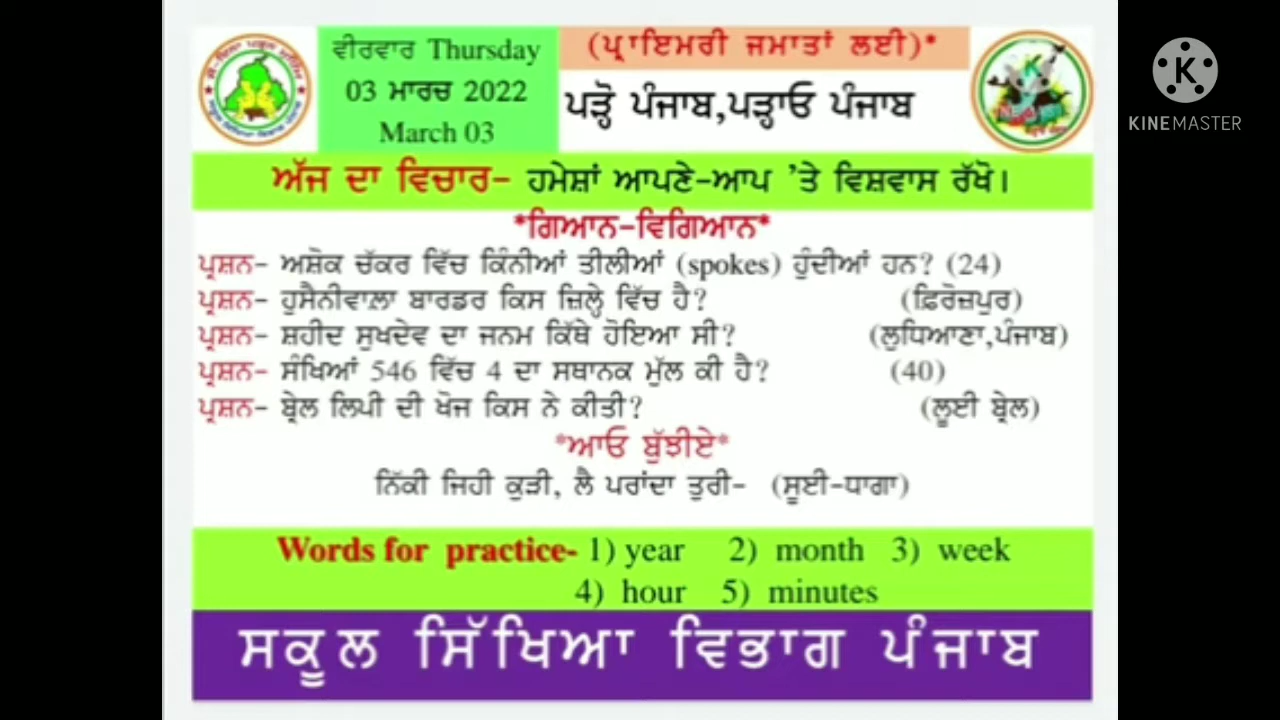 ਵੀਰਵਾਰ Thursday
03 ਮਾਰਚ 2022
March 03
(ਪ੍ਰਾਇਮਰੀ ਜਮਾਤਾਂ ਲਈ)*
ਪੜ੍ਹੋ ਪੰਜਾਬ,ਪੜ੍ਹਾਓ ਪੰਜਾਬ
KINEMASTER
ਅੱਜ ਦਾ ਵਿਚਾਰ- ਹਮੇਸ਼ਾਂ ਆਪਣੇ-ਆਪ 'ਤੇ ਵਿਸ਼ਵਾਸ ਰੱਖੋ।
*ਗਿਆਨ-ਵਿਗਿਆਨ*
ਪ੍ਰਸ਼ਨ- ਅਸ਼ੋਕ ਚੱਕਰ ਵਿੱਚ ਕਿੰਨੀਆਂ ਤੀਲੀਆਂ (spokes) ਹੁੰਦੀਆਂ ਹਨ? (24)
ਪ੍ਰਸ਼ਨ- ਹੁਸੈਨੀਵਾਲਾ ਬਾਰਡਰ ਕਿਸ ਜ਼ਿਲ੍ਹੇ ਵਿੱਚ ਹੈ? (ਫ਼ਿਰੋਜ਼ਪੁਰ)
ਪ੍ਰਸ਼ਨ- ਸ਼ਹੀਦ ਸੁਖਦੇਵ ਦਾ ਜਨਮ ਕਿੱਥੇ ਹੋਇਆ ਸੀ? (ਲੁਧਿਆਣਾ,ਪੰਜਾਬ)
ਪ੍ਰਸ਼ਨ- ਸੰਖਿਆਂ 546 ਵਿੱਚ 4 ਦਾ ਸਥਾਨਕ ਮੁੱਲ ਕੀ ਹੈ? (40)
ਪ੍ਰਸ਼ਨ- ਬ੍ਰੇਲ ਲਿਪੀ ਦੀ ਖੋਜ ਕਿਸ ਨੇ ਕੀਤੀ? (ਲੂਈ ਬ੍ਰੇਲ)
*ਆਓ ਬੁੱਝੀਏ*
ਨਿੱਕੀ ਜਿਹੀ ਕੁੜੀ, ਲੈ ਪਰਾਂਦਾ ਤੁਰੀ- (ਸੂਈ-ਧਾਗਾ)
Words for practice- 1) year 2) month 3) week
4) hour 5) minutes
ਸਕੂਲ ਸਿੱਖਿਆ ਵਿਭਾਗ ਪੰਜਾਬ